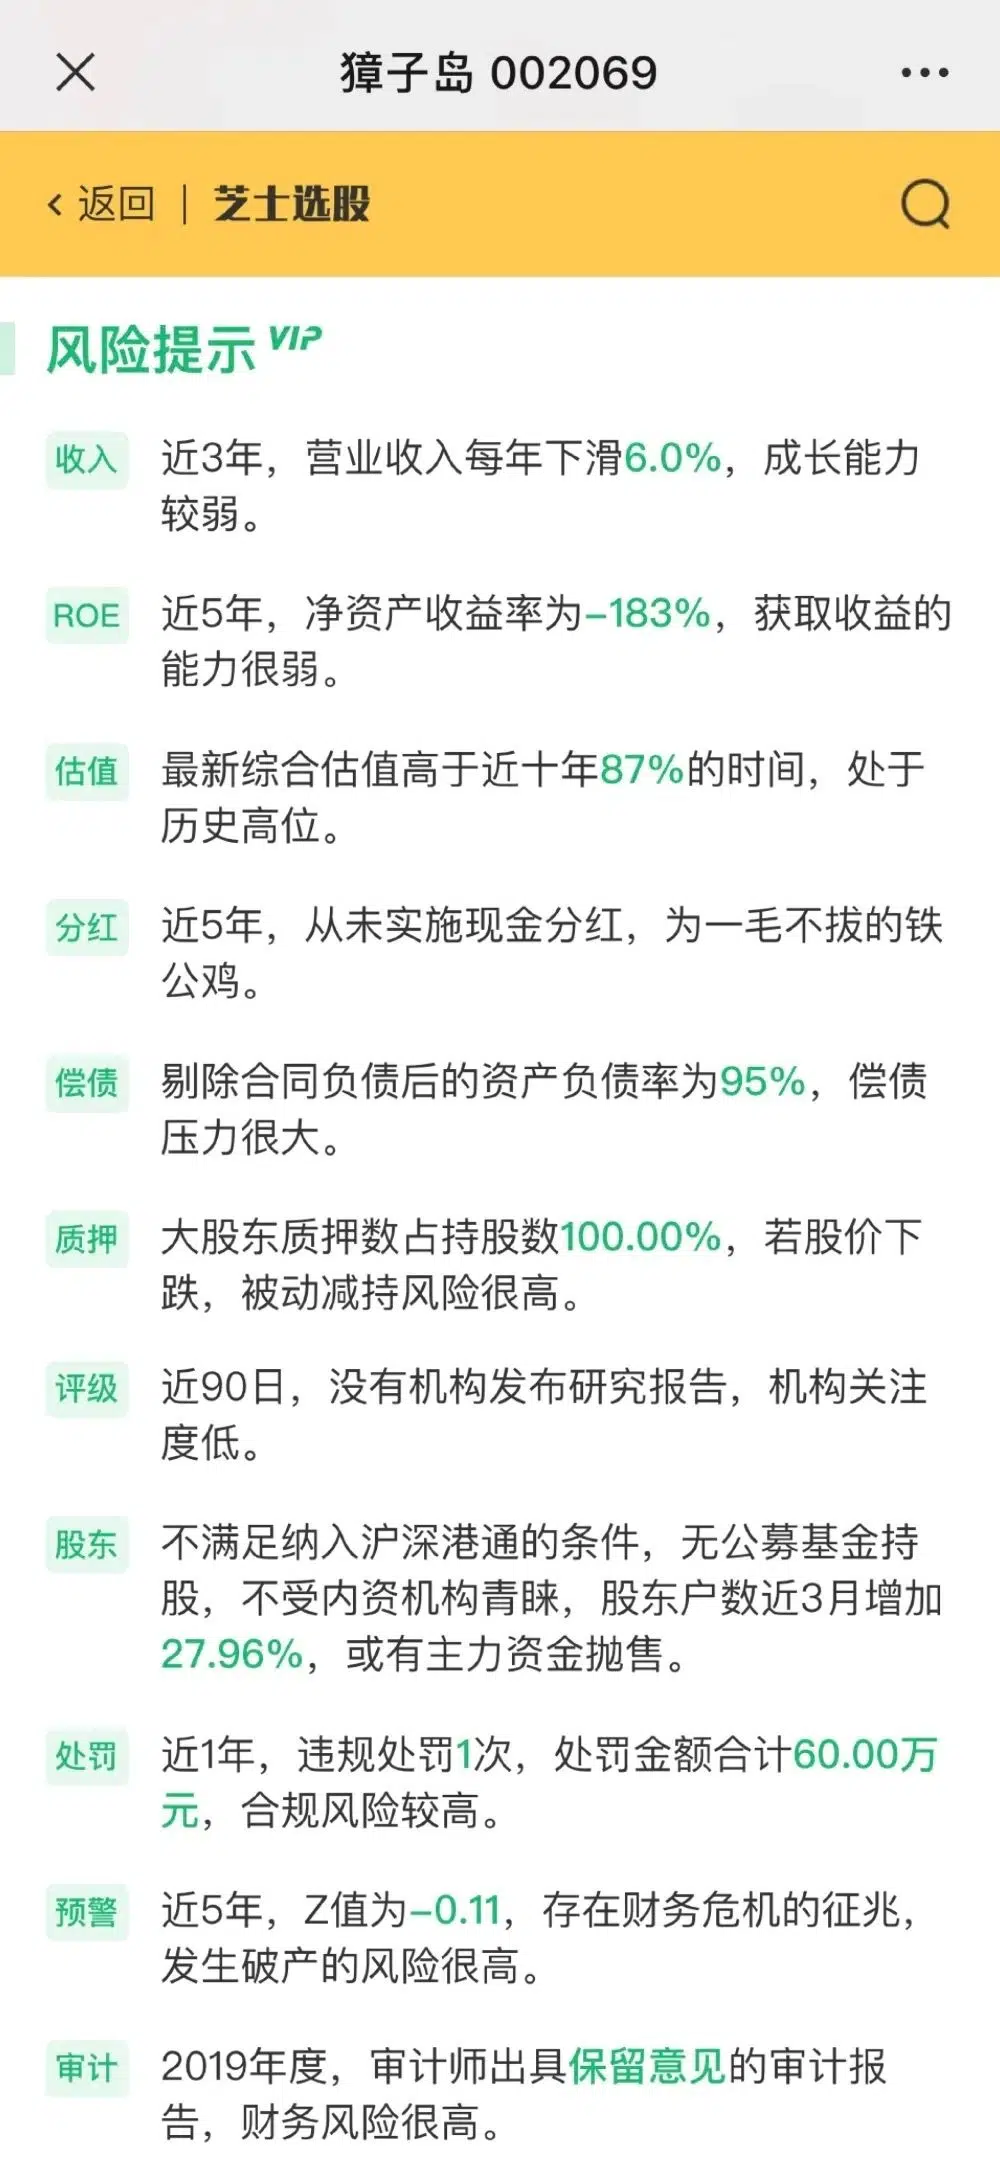 獐子岛 002069
返回 | 芝士选股
风险提示 VIP
收入 近3年，营业收入每年下滑6.0%，成长能力
较弱。
ROE 近5年，净资产收益率为-183%，获取收益的
能力很弱。
估值 最新综合估值高于近十年87%的时间，处于
历史高位。
分红 近5年，从未实施现金分红，为一毛不拔的铁
公鸡。
偿债 剔除合同负债后的资产负债率为95%，偿债
压力很大。
质押 大股东质押数占持股数100.00%，若股价下
跌，被动减持风险很高。
评级 近90日，没有机构发布研究报告，机构关注
度低。
股东 不满足纳入沪深港通的条件，无公募基金持
股，不受内资机构青睐，股东户数近3月增加
27.96%，或有主力资金抛售。
处罚 近1年，违规处罚1次，处罚金额合计60.00万
元，合规风险较高。
预警 近5年，Z值为-0.11，存在财务危机的征兆，
发生破产的风险很高。
审计 2019年度，审计师出具保留意见的审计报
告，财务风险很高。